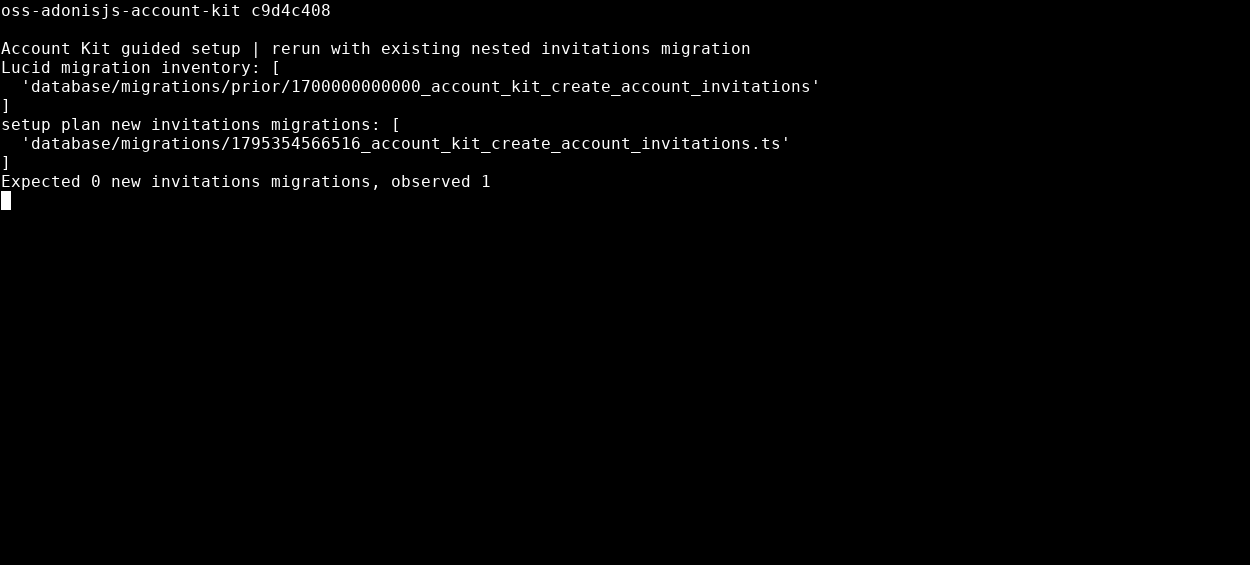 oss-adonisjs-account-kit c9d4c408
Account Kit guided setup | rerun with existing nested invitations migration
Lucid migration inventory: [
'database/migrations/prior/1700000000000_account_kit_create_account_invitations'
]
setup plan new invitations migrations: [
'database/migrations/1795354566516_account_kit_create_account_invitations.ts'
]
Expected 0 new invitations migrations, observed 1